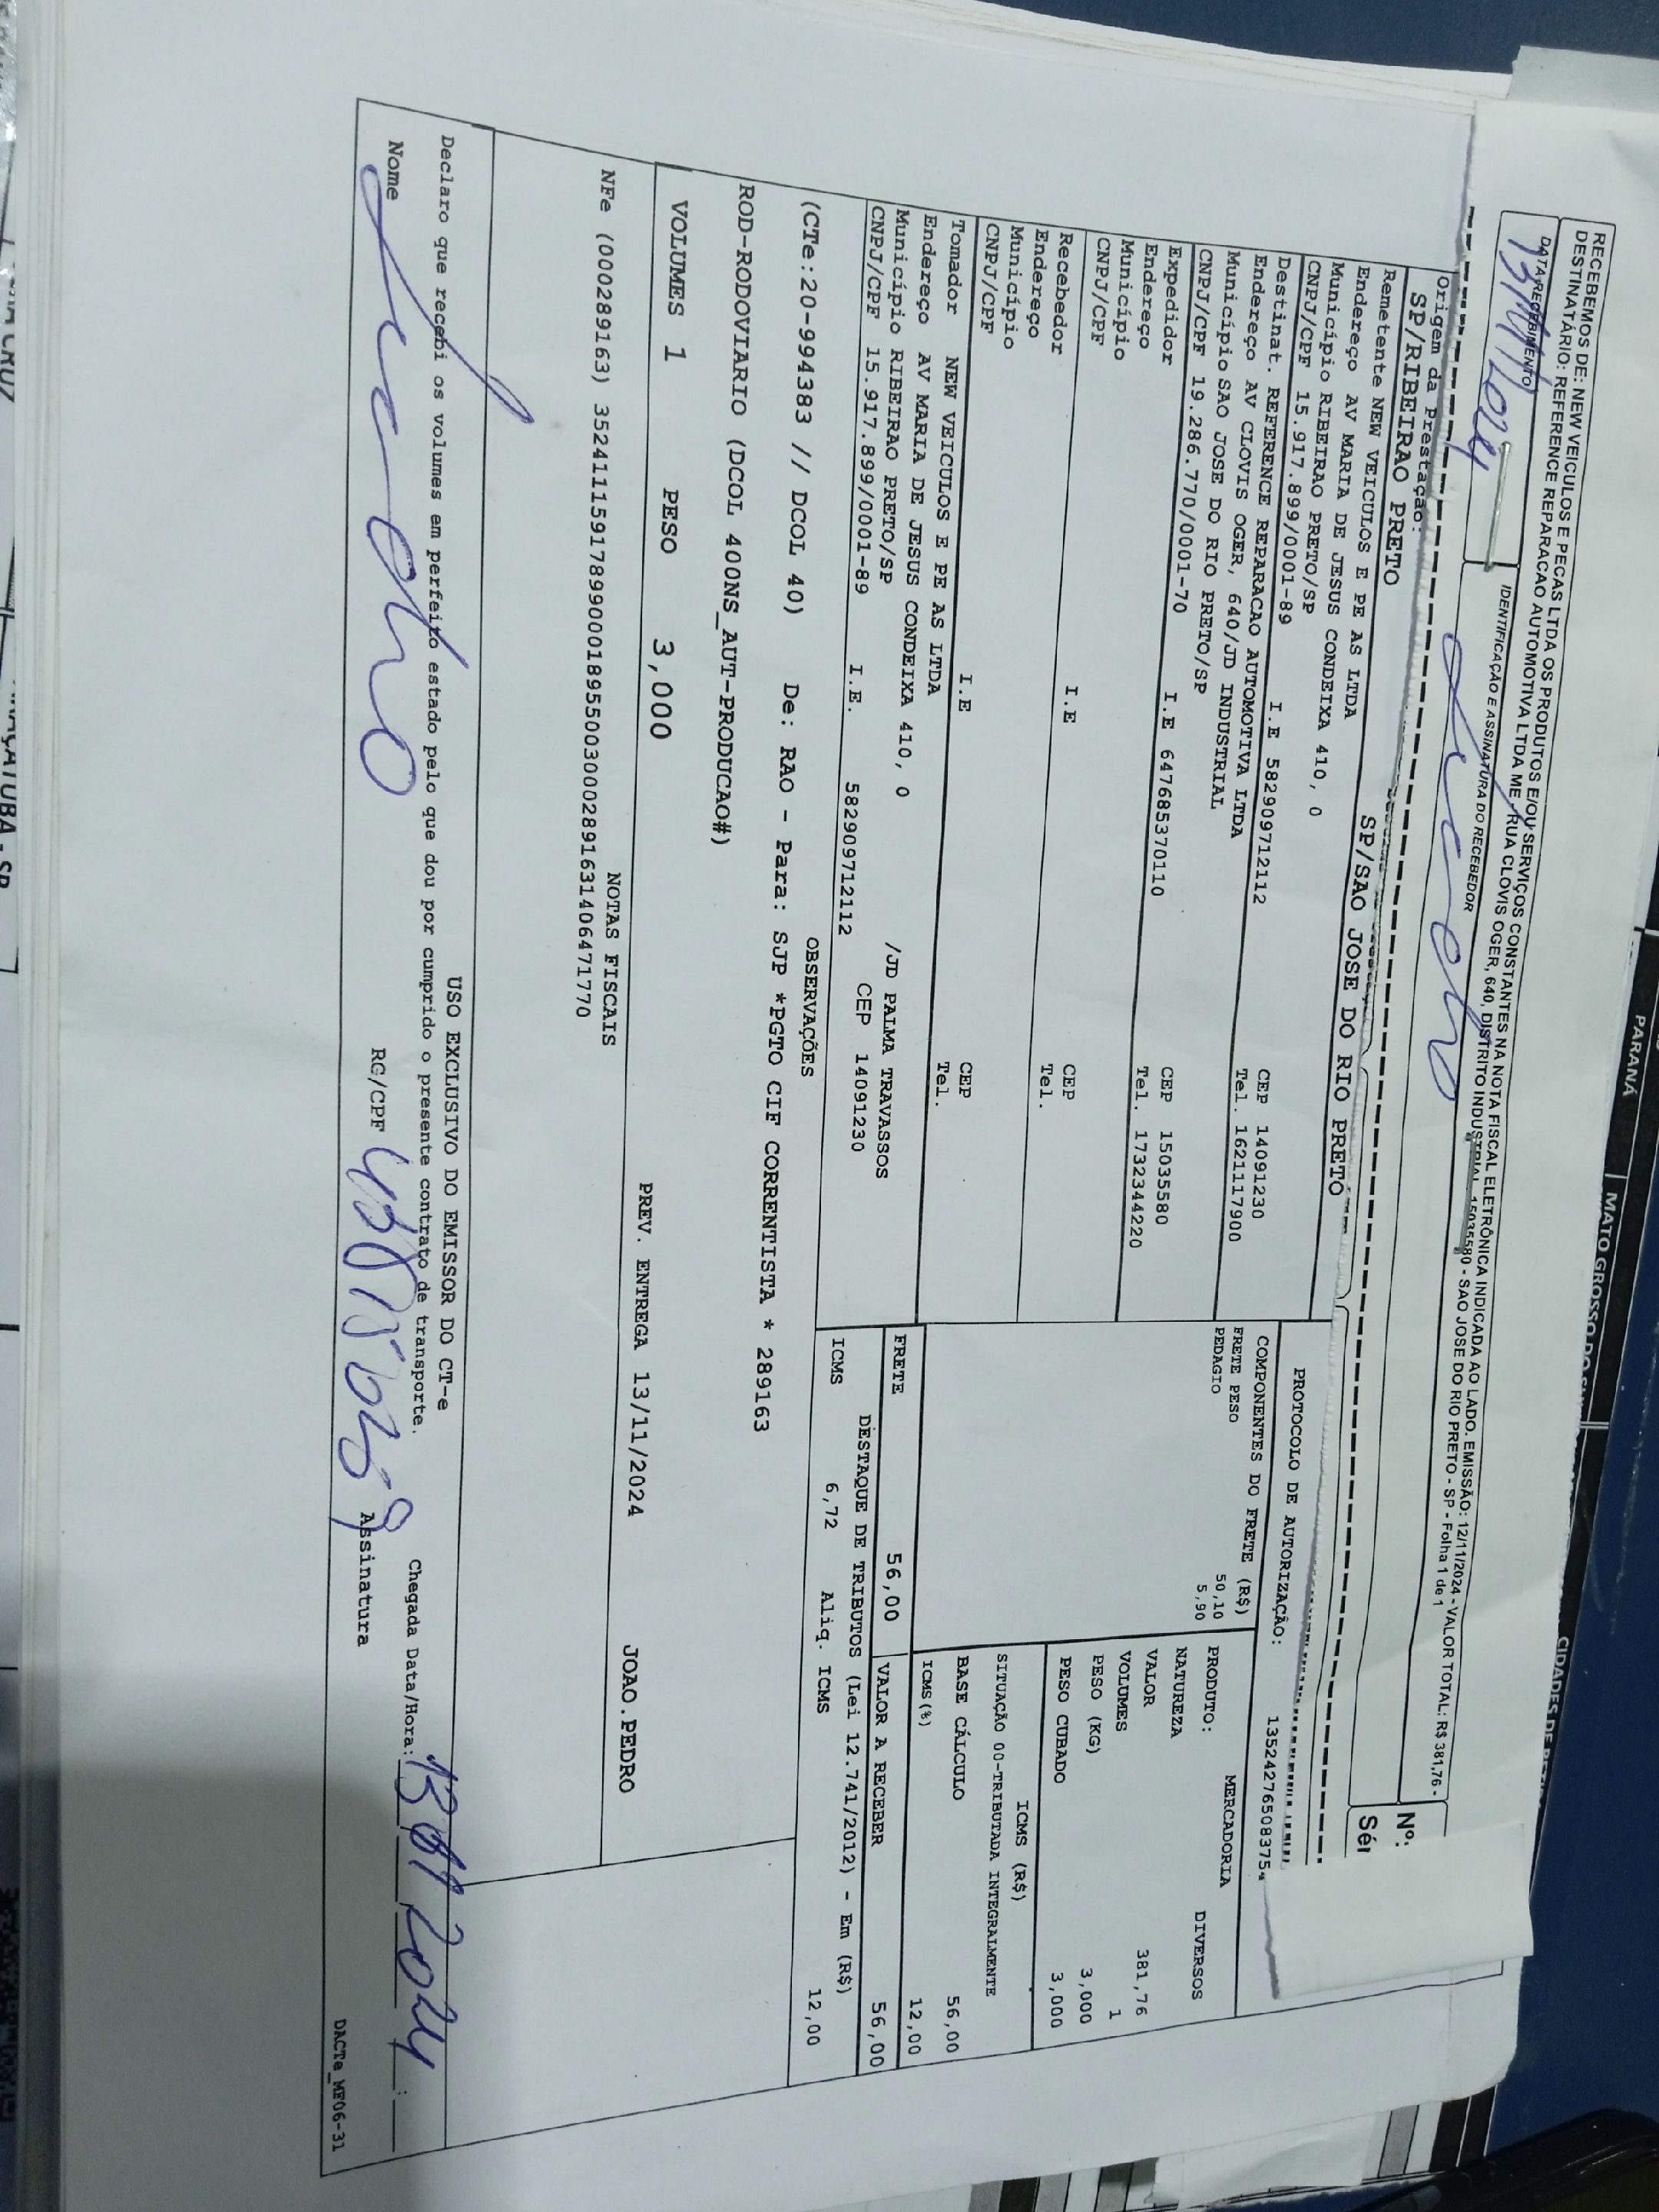 RECEBEMOS DE: NEW VEICULOS E PECAS LTDA OS PRODUTOS E/OU SERVIÇOS CONSTANTES NA NOTA FISCAL ELETRÔNICA INDICADA AO LADO. EMISSÃO: 12/11/2024 - VALOR TOTAL: R$ 381,76 -
DESTINATÁRIO: REFERENCE REPARACAO AUTOMOTIVA LTDA ME - RUA CLOVIS OGER, 640, DISTRITO INDUSTRIAL, 15035580 - SAO JOSE DO RIO PRETO - SP - Folha 1 de 1
DATA RECEBIMENTO
IDENTIFICAÇÃO E ASSINATURA DO RECEBEDOR
13/11/2024
Nº:
Sér
Origem da Prestação:
SP/RIBEIRAO PRETO
SP/SAO JOSE DO RIO PRETO
Remetente NEW VEICULOS E PE AS LTDA
Endereço AV MARIA DE JESUS CONDEIXA 410, 0
Município RIBEIRAO PRETO/SP
CNPJ/CPF 15.917.899/0001-89 I.E 582909712112
CEP 14091230
Tel. 1621117900
Destinat. REFERENCE REPARACAO AUTOMOTIVA LTDA
Endereço AV CLOVIS OGER, 640/JD INDUSTRIAL
Município SAO JOSE DO RIO PRETO/SP
CNPJ/CPF 19.286.770/0001-70 I.E 647685370110
CEP 15035580
Tel. 1732344220
Expedidor
Endereço
Município
CNPJ/CPF I.E
CEP
Tel.
Recebedor
Endereço
Município
CNPJ/CPF I.E
CEP
Tel.
Tomador NEW VEICULOS E PE AS LTDA
Endereço AV MARIA DE JESUS CONDEIXA 410, 0 /JD PALMA TRAVASSOS
Município RIBEIRAO PRETO/SP
CNPJ/CPF 15.917.899/0001-89 I.E. 582909712112 CEP 14091230
PROTOCOLO DE AUTORIZAÇÃO:
COMPONENTES DO FRETE (R$)
FRETE PESO 50,10
PEDAGIO 5,90
MERCADORIA
PRODUTO: DIVERSOS
NATUREZA
VALOR 381,76
VOLUMES 1
PESO (KG) 3,000
PESO CUBADO 3,000
ICMS (R$)
SITUAÇÃO 00-TRIBUTADA INTEGRALMENTE
BASE CÁLCULO 56,00
ICMS(%) 12,00
FRETE 56,00 VALOR A RECEBER 56,00
DESTAQUE DE TRIBUTOS (Lei 12.741/2012) - Em (R$)
ICMS 6,72 Aliq. ICMS 12,00
OBSERVAÇÕES
(CTe:20-994383 // DCOL 40) De: RAO - Para: SJP *PGTO CIF CORRENTISTA * 289163
ROD-RODOVIARIO (DCOL 400NS_AUT-PRODUCAO#)
VOLUMES 1 PESO 3,000 PREV. ENTREGA 13/11/2024 JOAO.PEDRO
NOTAS FISCAIS
NFe (000289163) 35241115917899000189550030002891631406471770
USO EXCLUSIVO DO EMISSOR DO CT-e
Declaro que recebi os volumes em perfeito estado pelo que dou por cumprido o presente contrato de transporte.
Chegada Data/Hora: 2024
Nome
RG/CPF
Assinatura
DACTe_MF06-31
PARANÁ
MATO GROSSO DO SUL